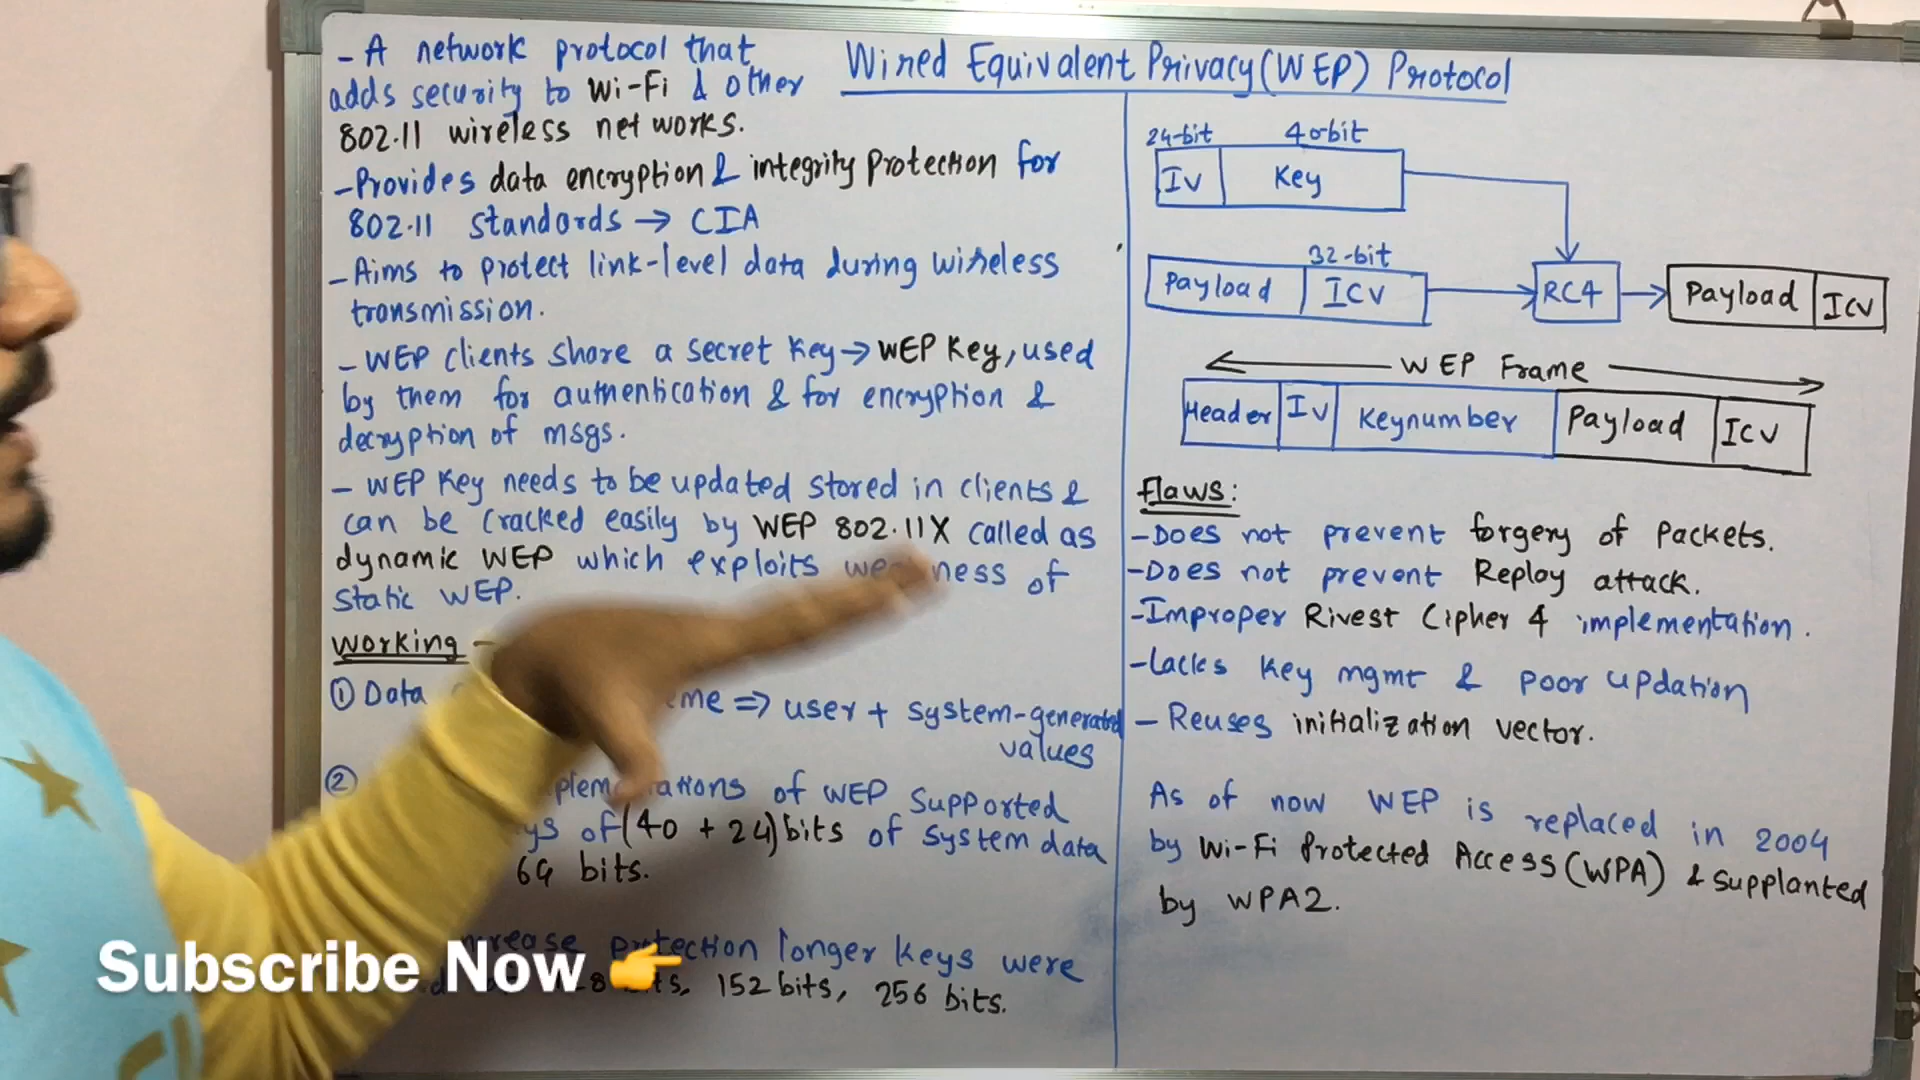 Wired Equivalent Privacy (WEP) Protocol
- A network protocol that
adds security to Wi-Fi & other
802.11 wireless networks.
- Provides data encryption & integrity protection for
802.11 standards → CIA
- Aims to protect link-level data during wireless
transmission.
- WEP clients share a secret key → WEP Key, used
by them for authentication & for encryption &
decryption of msgs.
- WEP Key needs to be updated stored in clients &
can be cracked easily by WEP 802.11X called as
dynamic WEP which exploits of
static WEP.
Working -
① Data ⇒ user + system-generated
values
② of WEP supported
of (40 + 24) bits of system data
64 bits.
protection longer keys were
152 bits, 256 bits.
24-bit 40-bit
IV Key
32-bit
Payload ICV RC4 Payload ICV
WEP Frame
Header IV Keynumber Payload ICV
Flaws:
- Does not prevent forgery of packets.
- Does not prevent Replay attack.
- Improper Rivest Cipher 4 implementation.
- Lacks key mgmt & poor updation
- Reuses initialization vector.
As of now WEP is replaced in 2004
by Wi-Fi Protected Access (WPA) & supplanted
by WPA2.
Subscribe Now